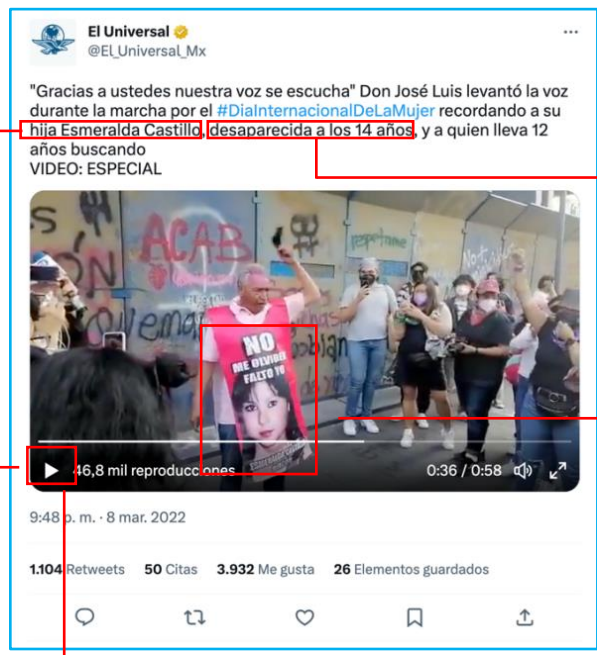 El Universal
@El_Universal_Mx
"Gracias a ustedes nuestra voz se escucha" Don José Luis levantó la voz
durante la marcha por el #DiaInternacionalDeLaMujer recordando a su
hija Esmeralda Castillo, desaparecida a los 14 años, y a quien lleva 12
años buscando
VIDEO: ESPECIAL
ACAB
respetame
NO
ME OLVIDEN
FALTO YO
46,8 mil reproducciones
0:36 / 0:58
9:48 p. m. · 8 mar. 2022
1.104 Retweets 50 Citas 3.932 Me gusta 26 Elementos guardados